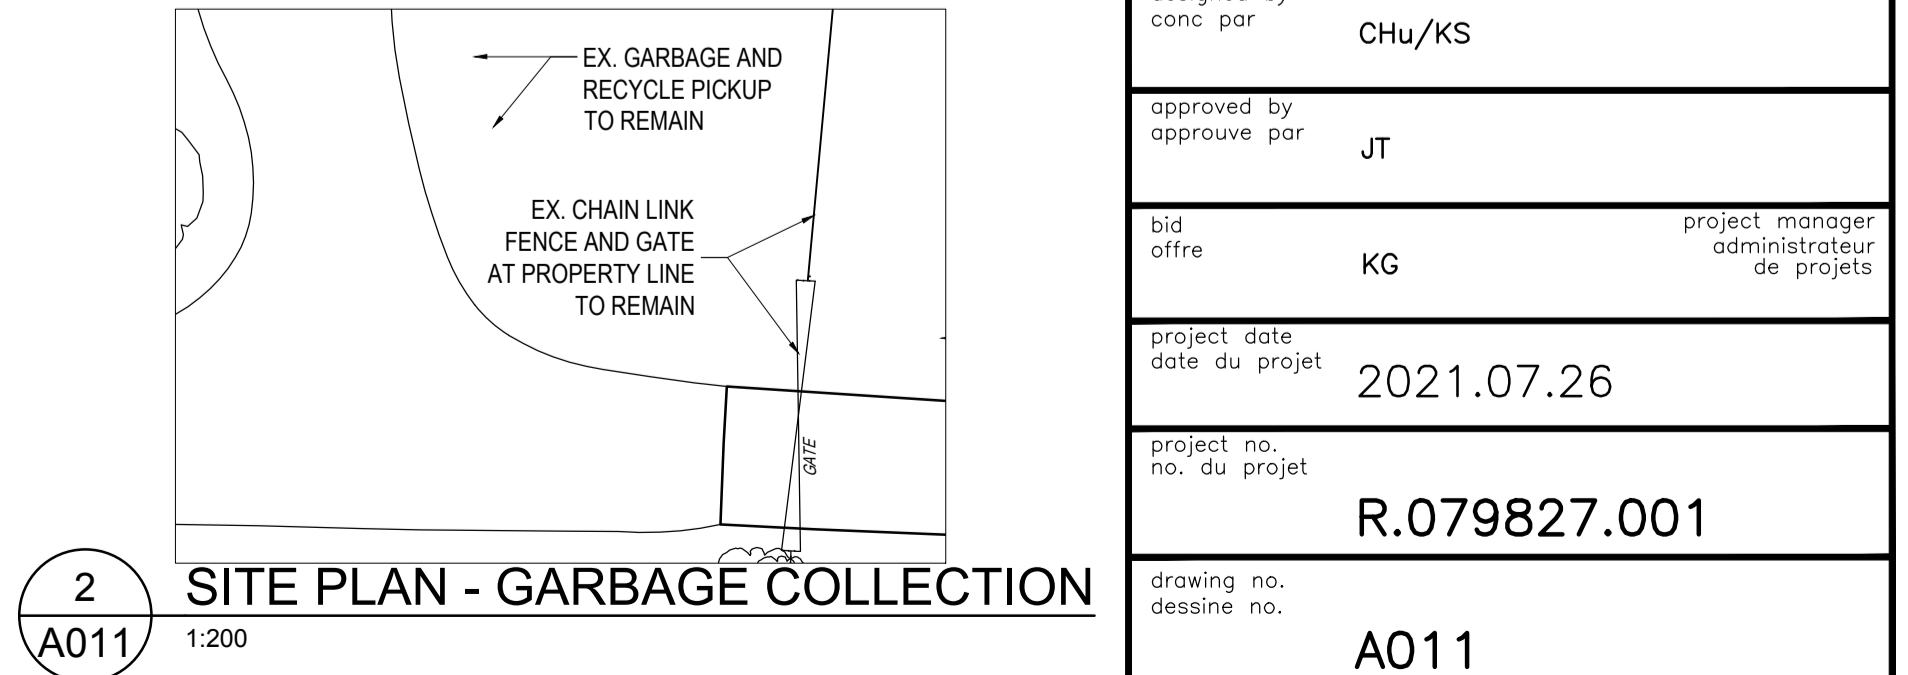 EX. GARBAGE AND
RECYCLE PICKUP
TO REMAIN
EX. CHAIN LINK
FENCE AND GATE
AT PROPERTY LINE
TO REMAIN
GATE
2
A011
SITE PLAN - GARBAGE COLLECTION
1:200
designed by
conc par
CHu/KS
approved by
approuve par
JT
bid
offre
KG
project manager
administrateur
de projets
project date
date du projet
2021.07.26
project no.
no. du projet
R.079827.001
drawing no.
dessine no.
A011